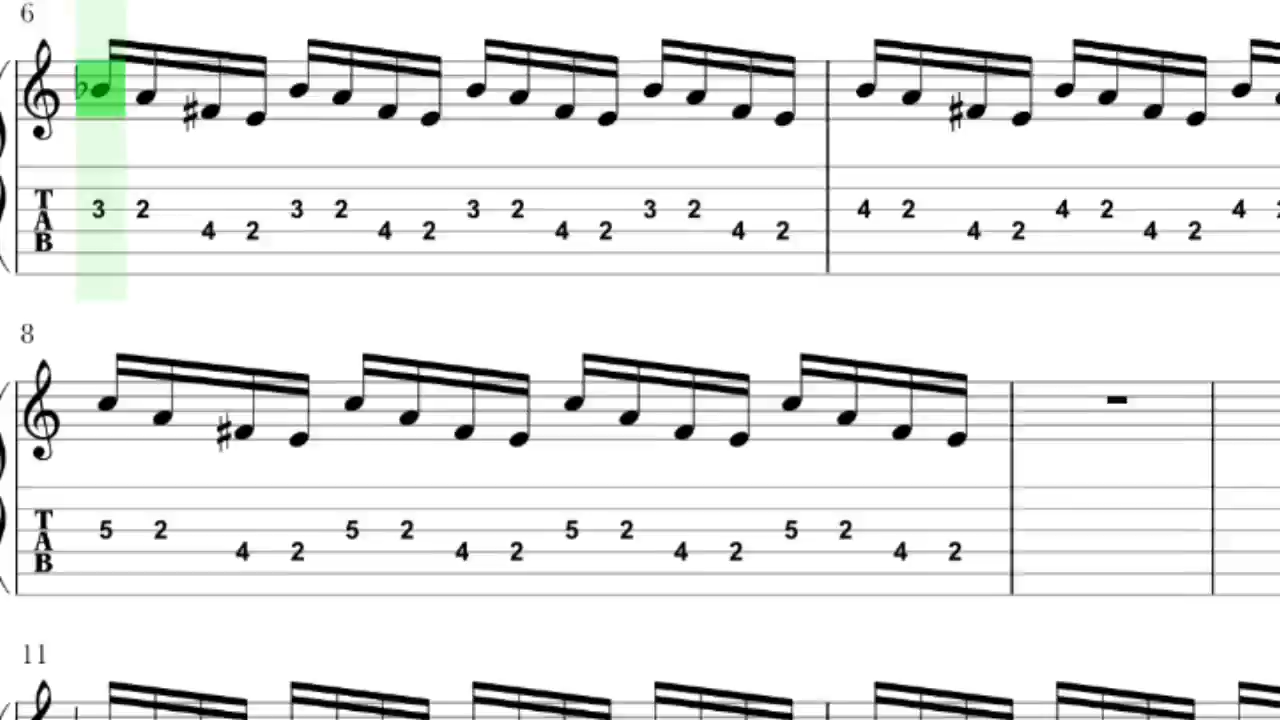 6
T 3 2 3 2 3 2 3 2 4 2 4 2 4
A 4 2 4 2 4 2 4 2 4 2 4 2
B
8
T 5 2 5 2 5 2 5 2
A 4 2 4 2 4 2 4 2
B
11